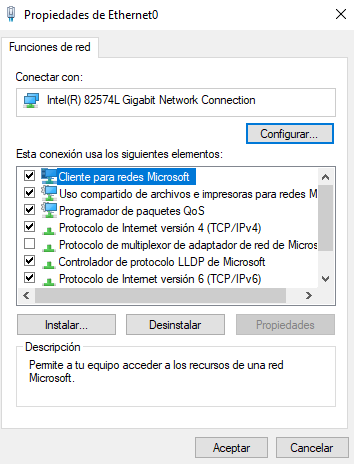 Propiedades de Ethernet0
Funciones de red
Conectar con:
Intel(R) 82574L Gigabit Network Connection
Configurar...
Esta conexión usa los siguientes elementos:
Cliente para redes Microsoft
Uso compartido de archivos e impresoras para redes M
Programador de paquetes QoS
Protocolo de Internet versión 4 (TCP/IPv4)
Protocolo de multiplexor de adaptador de red de Micros
Controlador de protocolo LLDP de Microsoft
Protocolo de Internet versión 6 (TCP/IPv6)
Instalar...
Desinstalar
Propiedades
Descripción
Permite a tu equipo acceder a los recursos de una red
Microsoft.
Aceptar
Cancelar